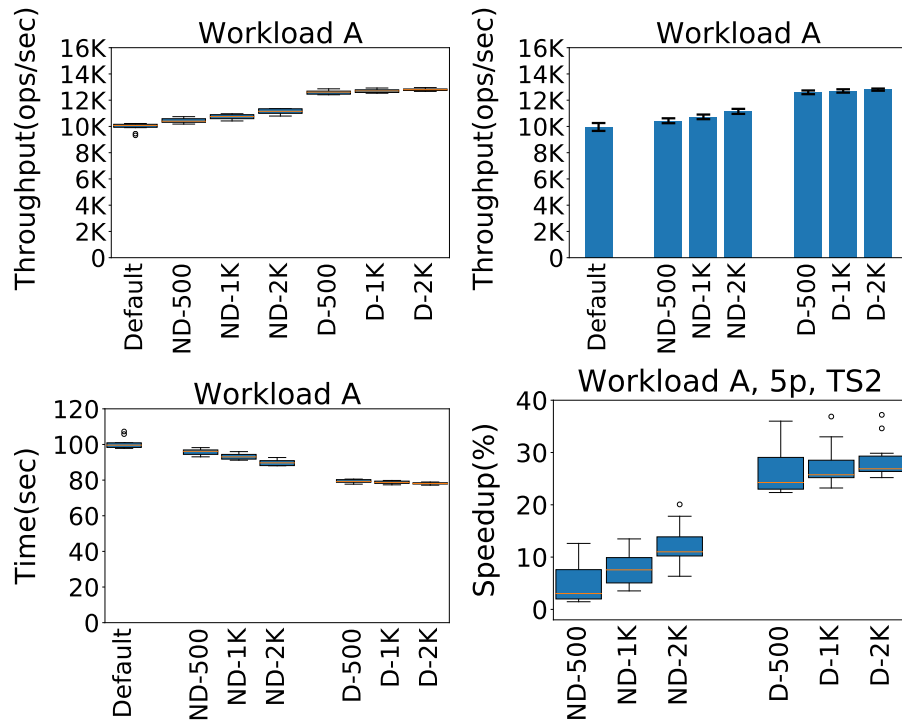 Workload A
Throughput(ops/sec)
16K
14K
12K
10K
8K
6K
4K
2K
0
Default
ND-500
ND-1K
ND-2K
D-500
D-1K
D-2K
Workload A
Throughput(ops/sec)
16K
14K
12K
10K
8K
6K
4K
2K
0
Default
ND-500
ND-1K
ND-2K
D-500
D-1K
D-2K
Workload A
Time(sec)
120
100
80
60
40
20
0
Default
ND-500
ND-1K
ND-2K
D-500
D-1K
D-2K
Workload A, 5p, TS2
Speedup(%)
40
30
20
10
0
ND-500
ND-1K
ND-2K
D-500
D-1K
D-2K